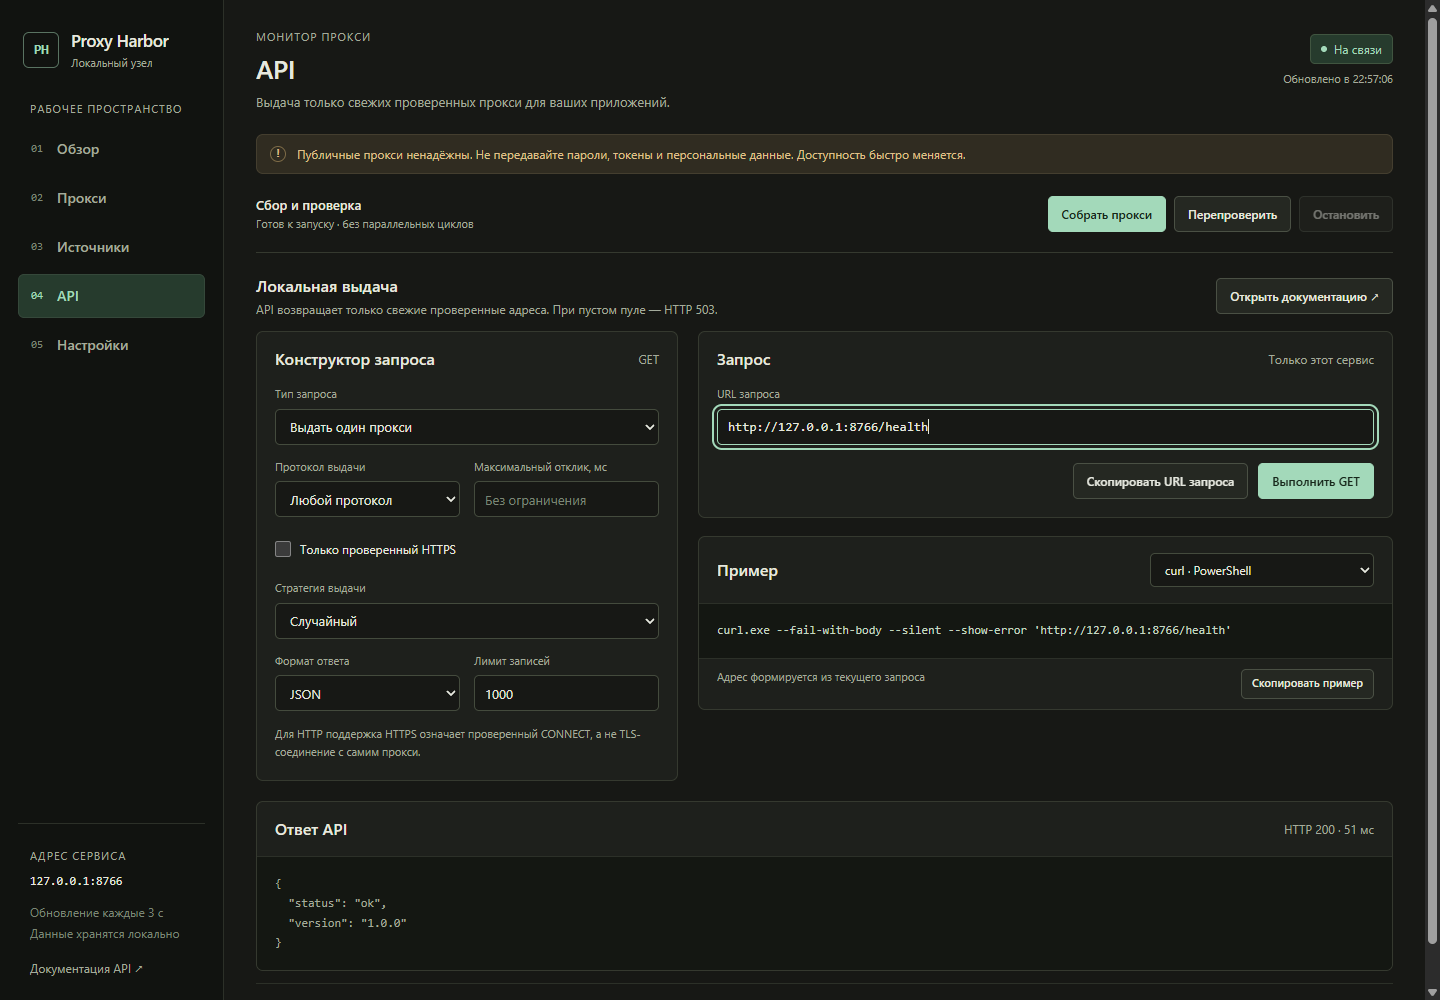 PH
Proxy Harbor
Локальный узел
РАБОЧЕЕ ПРОСТРАНСТВО
01 Обзор
02 Прокси
03 Источники
04 API
05 Настройки
АДРЕС СЕРВИСА
127.0.0.1:8766
Обновление каждые 3 с
Данные хранятся локально
Документация API ↗
МОНИТОР ПРОКСИ
API
Выдача только свежих проверенных прокси для ваших приложений.
На связи
Обновлено в 22:57:06
! Публичные прокси ненадёжны. Не передавайте пароли, токены и персональные данные. Доступность быстро меняется.
Сбор и проверка
Готов к запуску · без параллельных циклов
Собрать прокси
Перепроверить
Остановить
Локальная выдача
API возвращает только свежие проверенные адреса. При пустом пуле — HTTP 503.
Открыть документацию ↗
Конструктор запроса
GET
Тип запроса
Выдать один прокси
Протокол выдачи
Любой протокол
Максимальный отклик, мс
Без ограничения
Только проверенный HTTPS
Стратегия выдачи
Случайный
Формат ответа
JSON
Лимит записей
1000
Для HTTP поддержка HTTPS означает проверенный CONNECT, а не TLS-
соединение с самим прокси.
Запрос
Только этот сервис
URL запроса
http://127.0.0.1:8766/health
Скопировать URL запроса
Выполнить GET
Пример
curl · PowerShell
curl.exe --fail-with-body --silent --show-error 'http://127.0.0.1:8766/health'
Адрес формируется из текущего запроса
Скопировать пример
Ответ API
HTTP 200 · 51 мс
{
  "status": "ok",
  "version": "1.0.0"
}